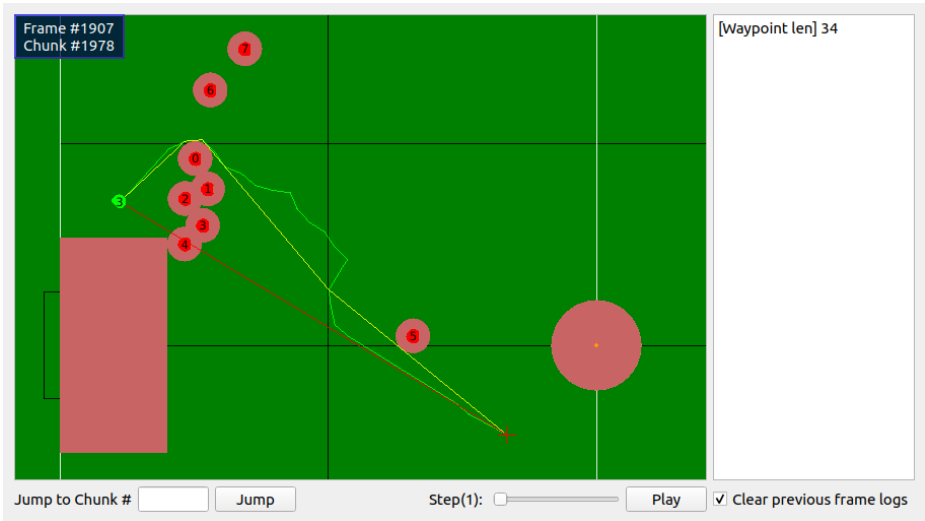 Frame #1907
Chunk #1978
[Waypoint len] 34
7
6
0
1
2
3
3
4
5
Jump to Chunk #
Jump
Step(1):
Play
Clear previous frame logs